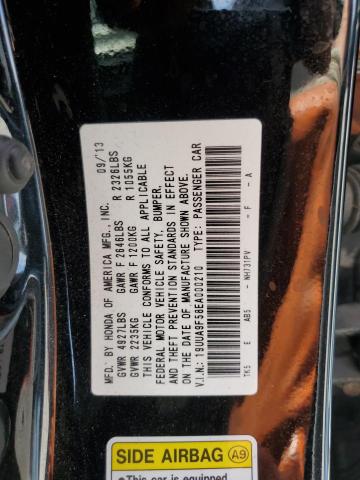 MFD. BY HONDA OF AMERICA MFG., INC. 09/'13
GVWR 4927LBS GAWR F 2646LBS R 2326LBS
GVWR 2235KG GAWR F 1200KG R 1055KG
THIS VEHICLE CONFORMS TO ALL APPLICABLE
FEDERAL MOTOR VEHICLE SAFETY, BUMPER,
AND THEFT PREVENTION STANDARDS IN EFFECT
ON THE DATE OF MANUFACTURE SHOWN ABOVE.
V.I.N.: 19UUA9F58EA000210 TYPE: PASSENGER CAR
TK5 E AB5 - NH731PV - F - A
SIDE AIRBAG A9
•This car is equipped